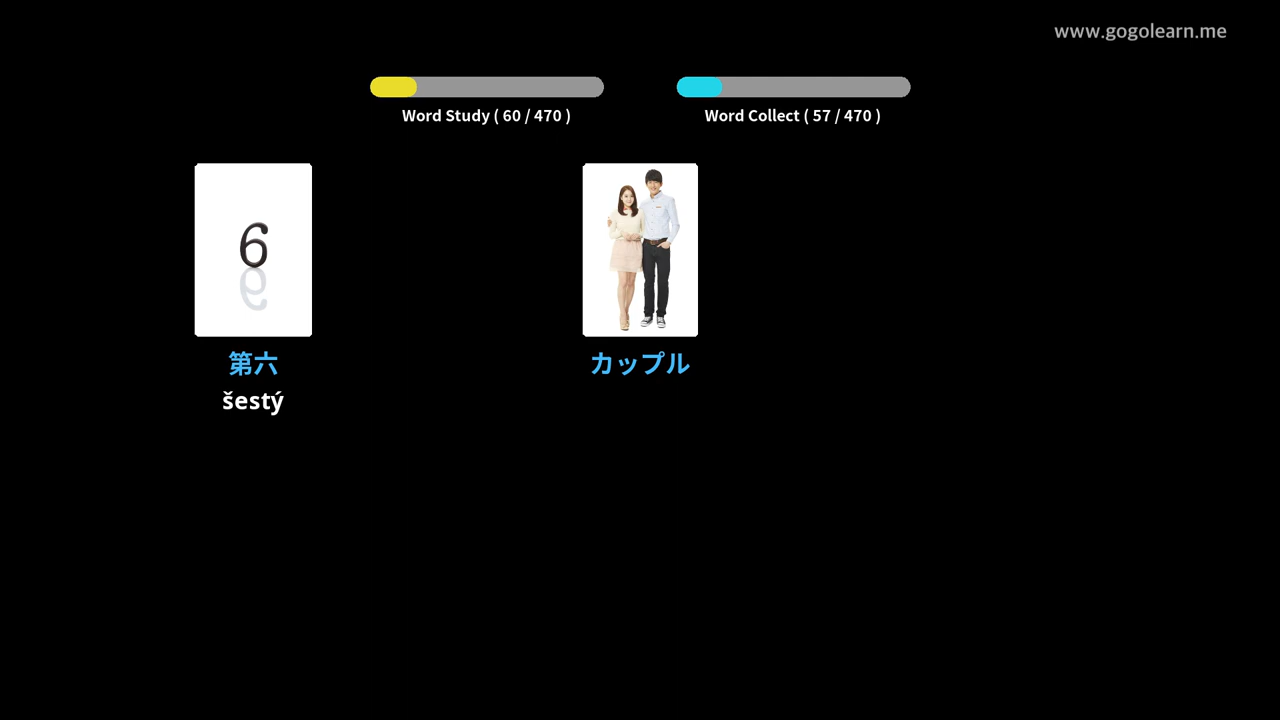 www.gogolearn.me
Word Study ( 60 / 470 )
Word Collect ( 57 / 470 )
6
第六
šestý
カップル